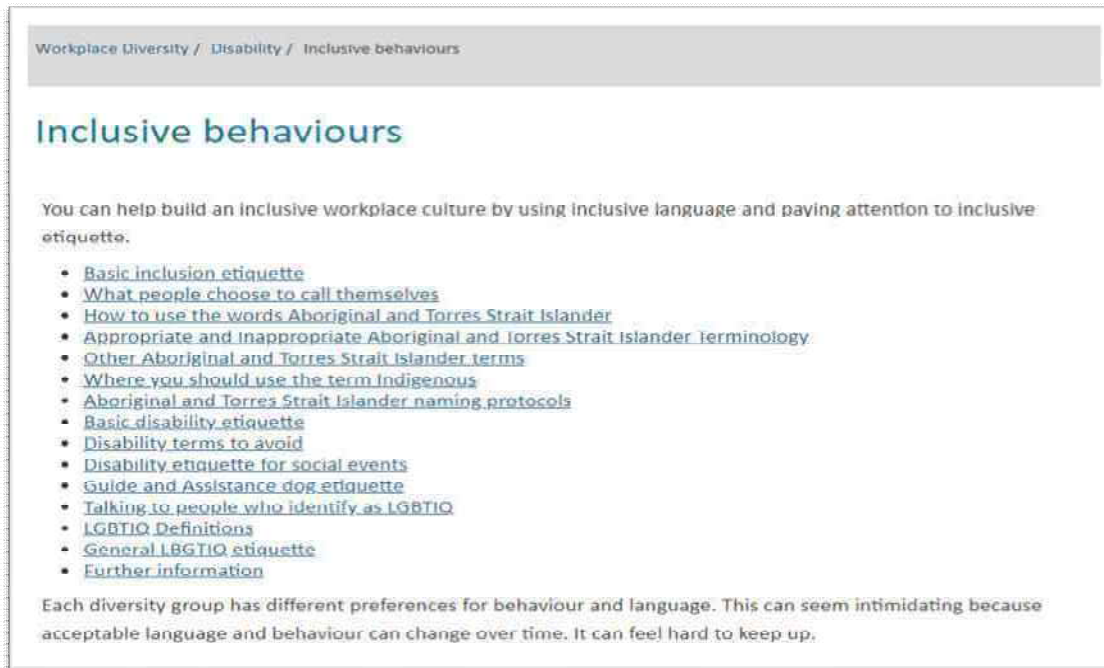 Workplace Diversity / Disability / Inclusive behaviours
Inclusive behaviours
You can help build an inclusive workplace culture by using inclusive language and paying attention to inclusive
etiquette.
• Basic inclusion etiquette
• What people choose to call themselves
• How to use the words Aboriginal and Torres Strait Islander
• Appropriate and Inappropriate Aboriginal and Torres Strait Islander Terminology
• Other Aboriginal and Torres Strait Islander terms
• Where you should use the term Indigenous
• Aboriginal and Torres Strait Islander naming protocols
• Basic disability etiquette
• Disability terms to avoid
• Disability etiquette for social events
• Guide and Assistance dog etiquette
• Talking to people who identify as LGBTIQ
• LGBTIQ Definitions
• General LBGTIQ etiquette
• Further information
Each diversity group has different preferences for behaviour and language. This can seem intimidating because
acceptable language and behaviour can change over time. It can feel hard to keep up.